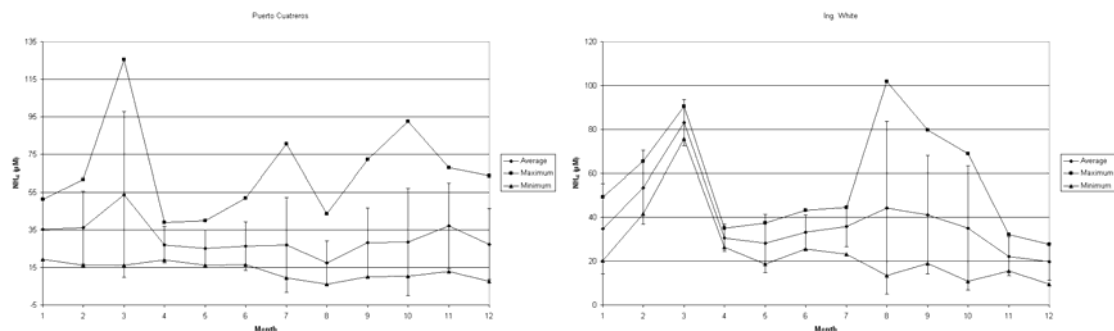 Puerto Cuatreros
NH₄ (µM)
135
115
95
75
55
35
15
-5
1 2 3 4 5 6 7 8 9 10 11 12
Month
Average
Maximum
Minimum
Ing. White
NH₄ (µM)
120
100
80
60
40
20
0
1 2 3 4 5 6 7 8 9 10 11 12
Month
Average
Maximum
Minimum